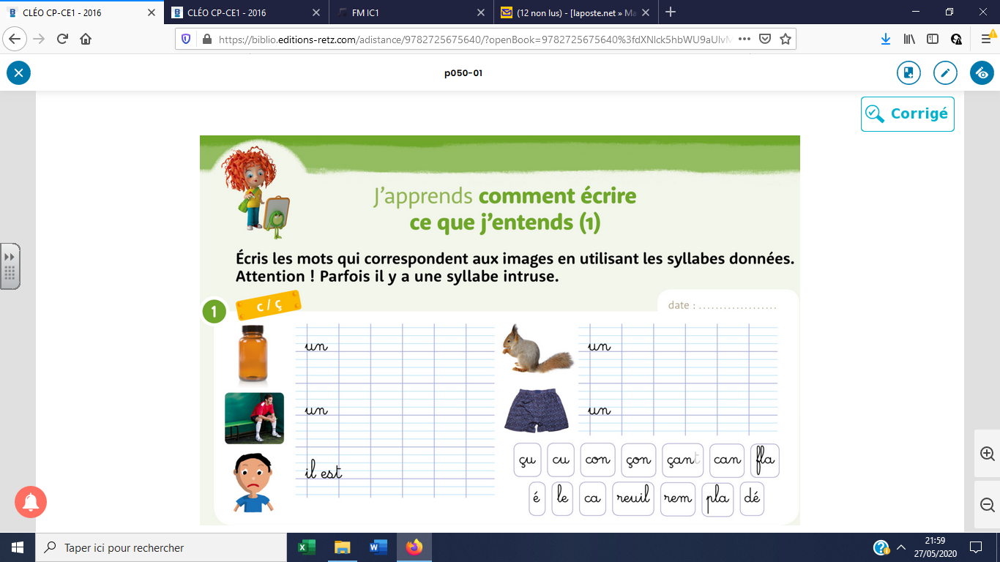 CLÉO CP-CE1 - 2016
CLÉO CP-CE1 - 2016
FM IC1
(12 non lus) - [laposte.net » Ma
https://biblio.editions-retz.com/adistance/9782725675640/?openBook=9782725675640%3fdXNlck5hbWU9aUlvM
p050-01
Corrigé
J'apprends comment écrire
ce que j'entends (1)
Écris les mots qui correspondent aux images en utilisant les syllabes données.
Attention ! Parfois il y a une syllabe intruse.
1 c / ç
date : ....................
un
un
un
un
il est
çu cu con çon çant can fla
é le ca reuil rem pla dé
Taper ici pour rechercher
21:59
27/05/2020